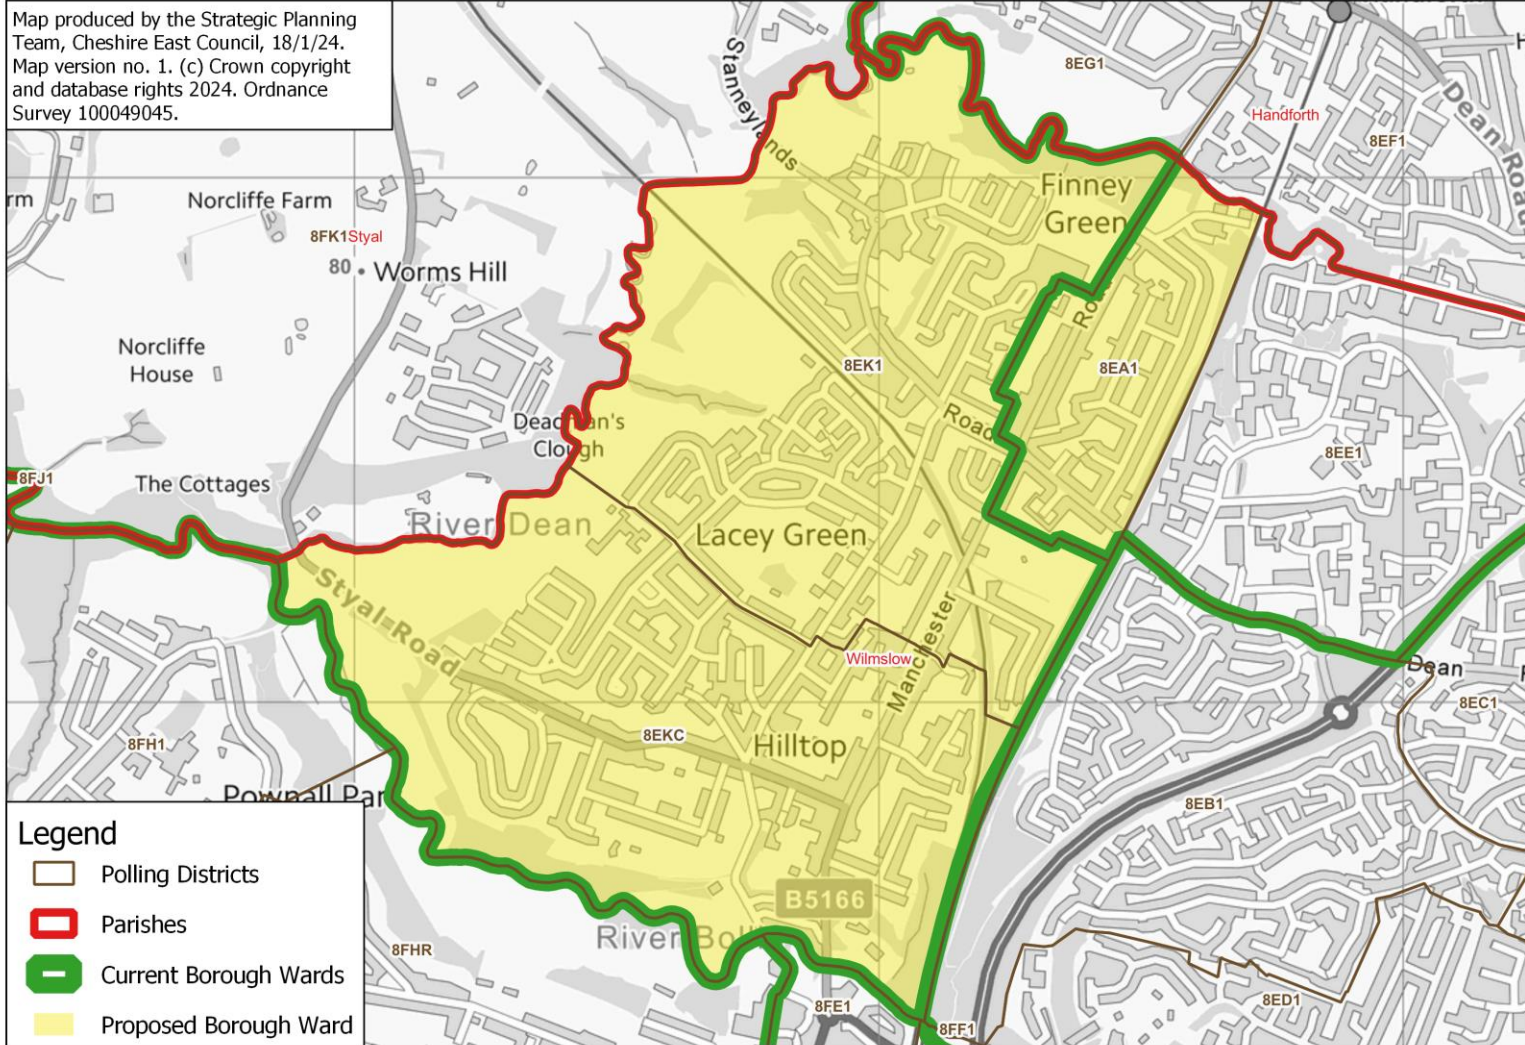 Map produced by the Strategic Planning
Team, Cheshire East Council, 18/1/24.
Map version no. 1. (c) Crown copyright
and database rights 2024. Ordnance
Survey 100049045.
Stanneylands
8EG1
Handforth
8EF1
Dean Road
rm
Norcliffe Farm
Finney
Green
8FK1 Styal
80
Worms Hill
Road
Norcliffe
House
8EK1
8EA1
Deadman's
Clough
Road
8EE1
8FJ1
The Cottages
River Dean
Lacey Green
Styal Road
Manchester
Wilmslow
Dean
8EC1
8FH1
8EKC
Hilltop
Pownall Par
8EB1
B5166
River Boll
8FHR
8FE1
8FF1
8ED1
Legend
Polling Districts
Parishes
Current Borough Wards
Proposed Borough Ward